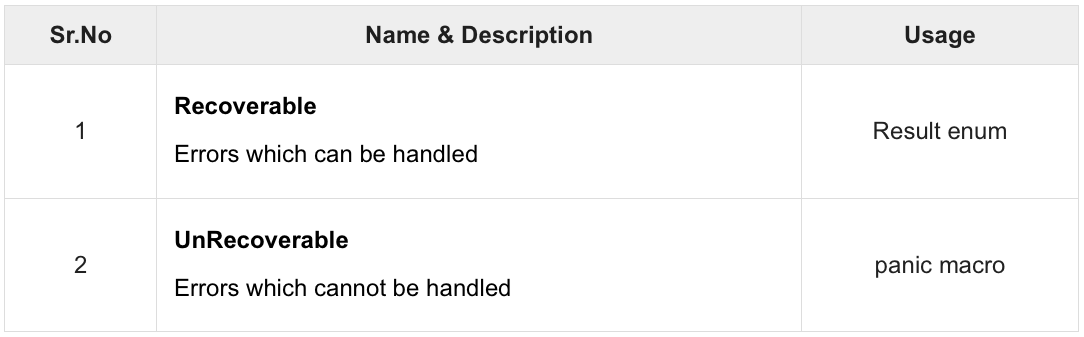 Sr.No Name & Description Usage
1 Recoverable
Errors which can be handled Result enum
2 UnRecoverable
Errors which cannot be handled panic macro